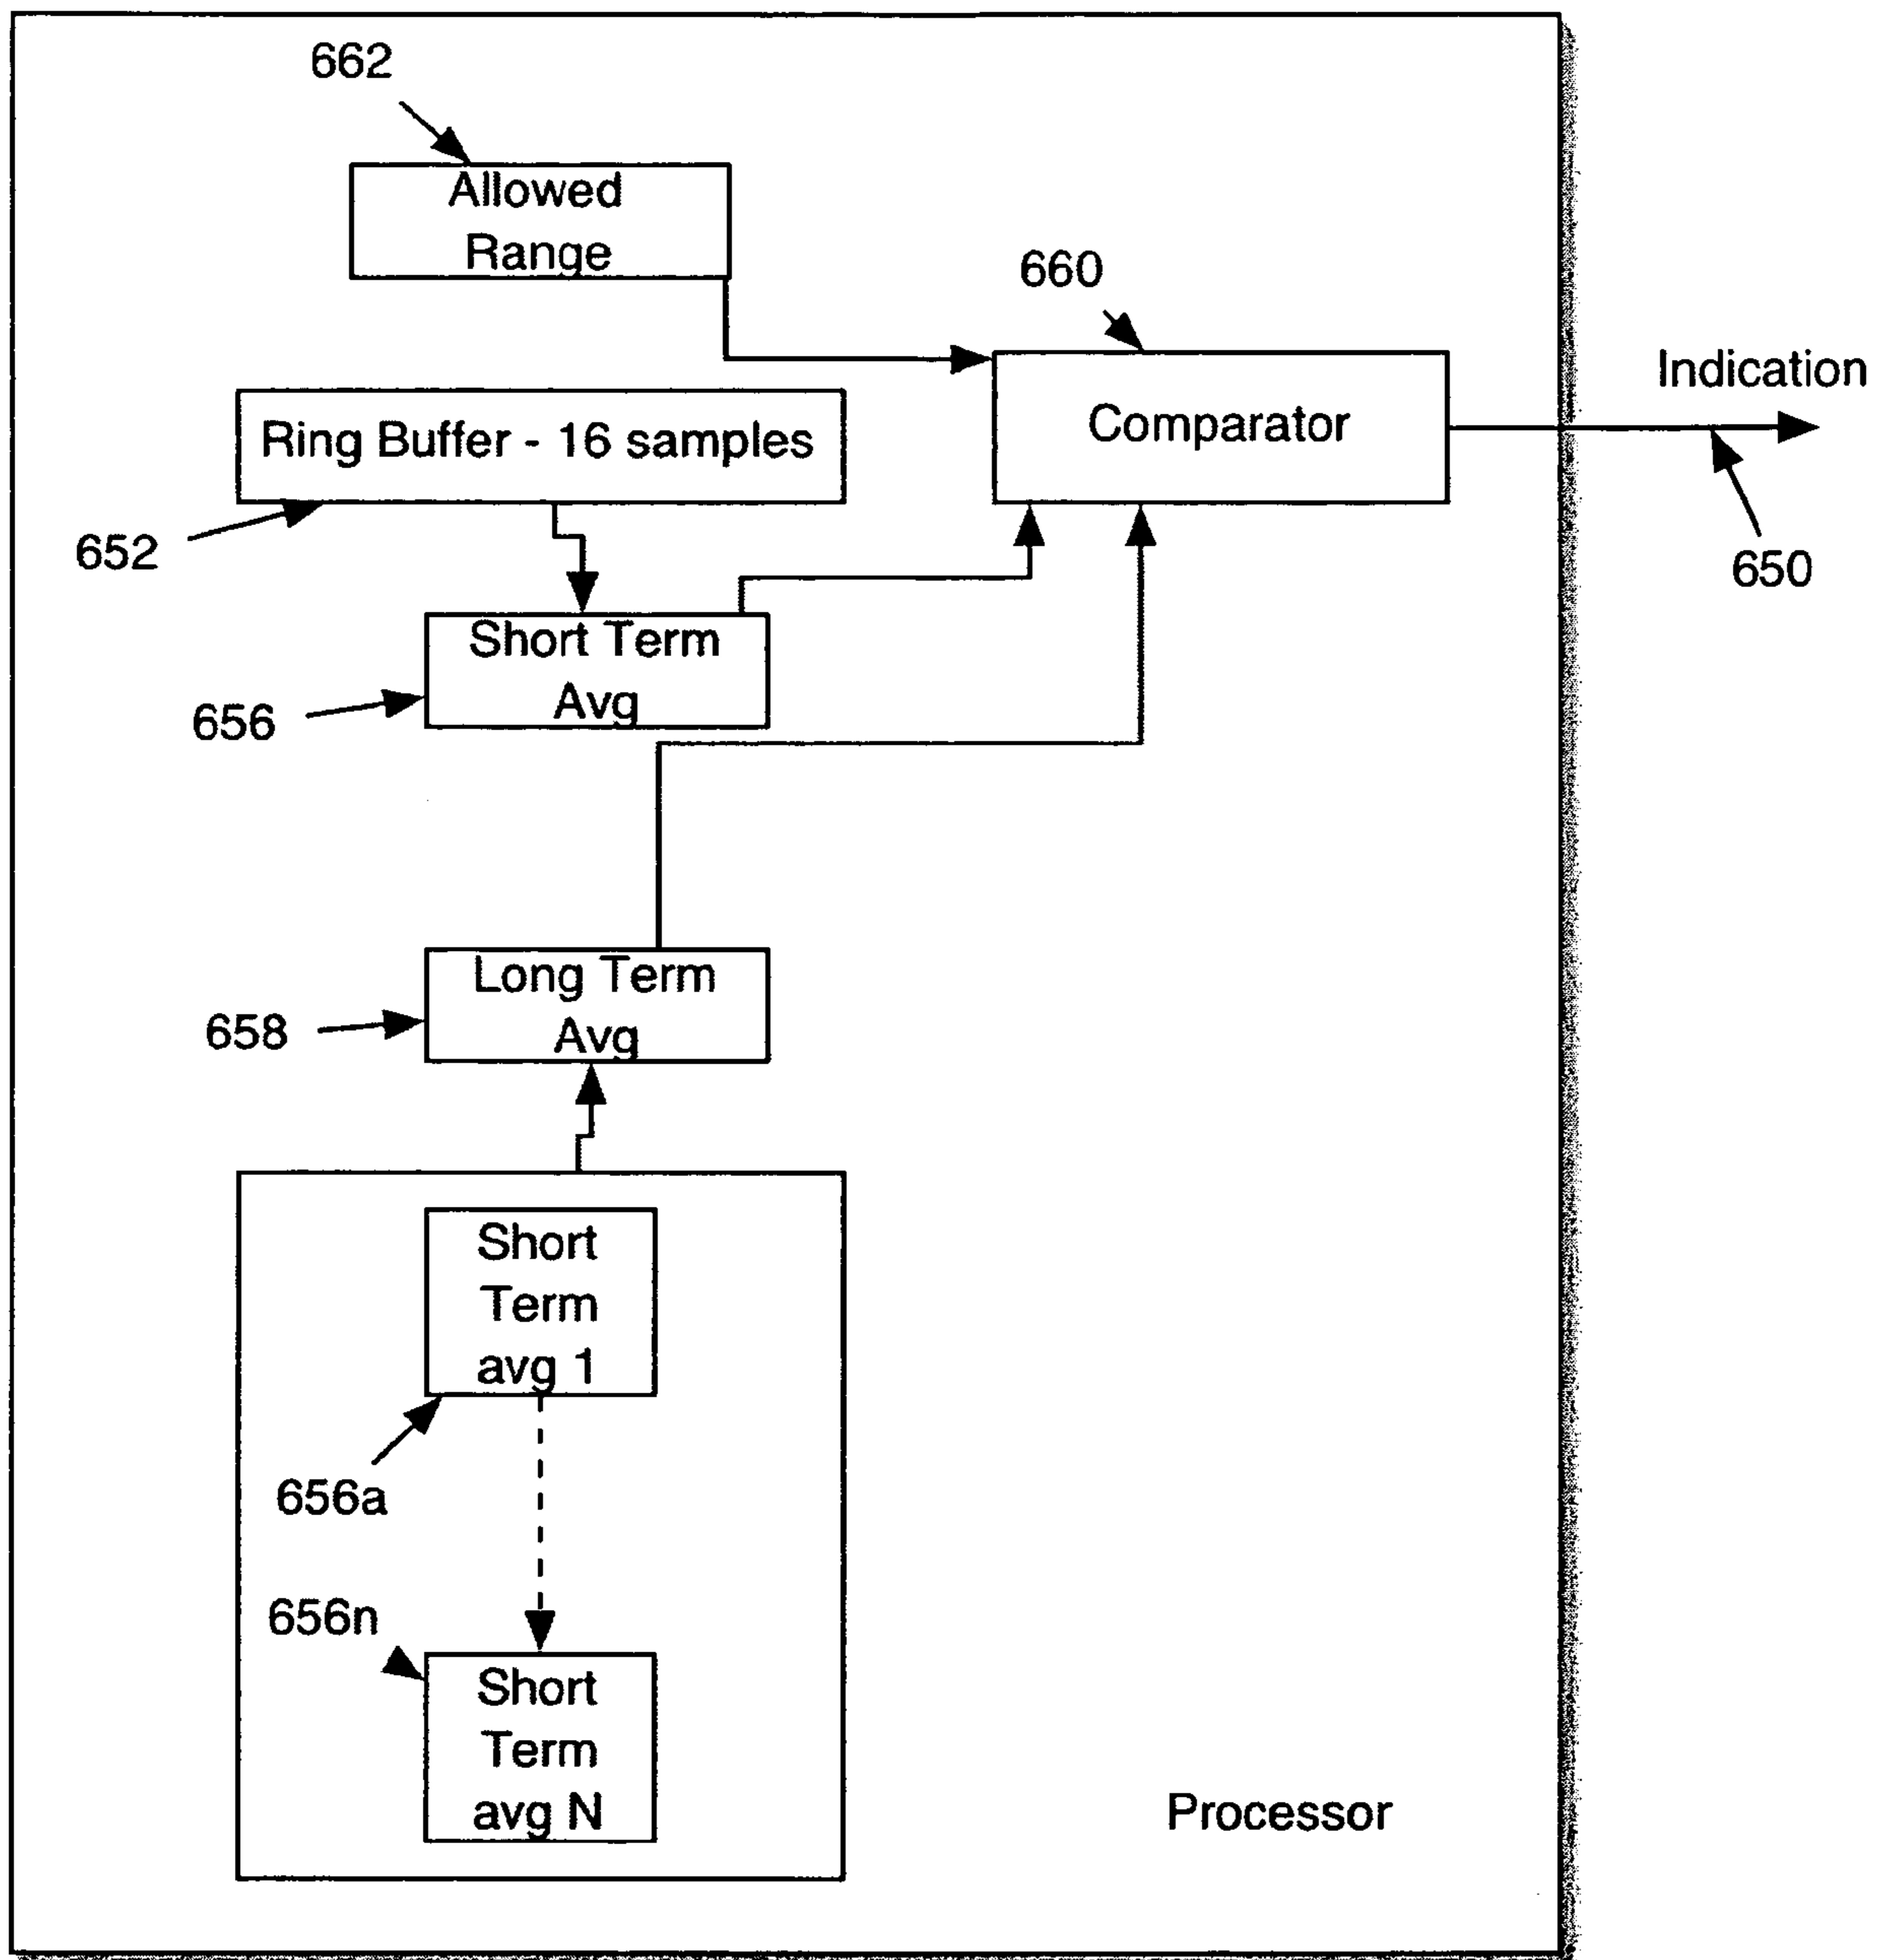 662
Allowed
Range
660
Comparator
Indication
650
Ring Buffer - 16 samples
652
Short Term
Avg
656
Long Term
Avg
658
Short
Term
avg 1
656a
656n
Short
Term
avg N
Processor